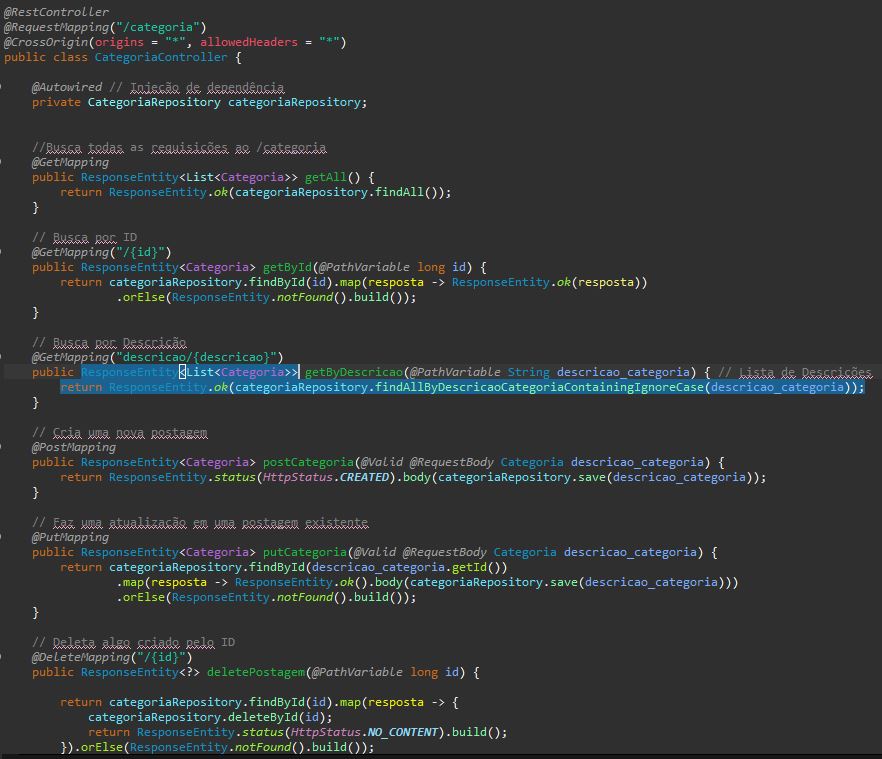 @RestController
@RequestMapping("/categoria")
@CrossOrigin(origins = "*", allowedHeaders = "*")
public class CategoriaController {
@Autowired // Injeção de dependência
private CategoriaRepository categoriaRepository;
//Busca todas as requisições ao /categoria
@GetMapping
public ResponseEntity<List<Categoria>> getAll() {
return ResponseEntity.ok(categoriaRepository.findAll());
}
// Busca por ID
@GetMapping("/{id}")
public ResponseEntity<Categoria> getById(@PathVariable long id) {
return categoriaRepository.findById(id).map(resposta -> ResponseEntity.ok(resposta))
.orElse(ResponseEntity.notFound().build());
}
// Busca por Descrição
@GetMapping("descricao/{descricao}")
public ResponseEntity<List<Categoria>> getByDescricao(@PathVariable String descricao_categoria) { // Lista de Descrições
return ResponseEntity.ok(categoriaRepository.findAllByDescricaoCategoriaContainingIgnoreCase(descricao_categoria));
}
// Cria uma nova postagem
@PostMapping
public ResponseEntity<Categoria> postCategoria(@Valid @RequestBody Categoria descricao_categoria) {
return ResponseEntity.status(HttpStatus.CREATED).body(categoriaRepository.save(descricao_categoria));
}
// Faz uma atualização em uma postagem existente
@PutMapping
public ResponseEntity<Categoria> putCategoria(@Valid @RequestBody Categoria descricao_categoria) {
return categoriaRepository.findById(descricao_categoria.getId())
.map(resposta -> ResponseEntity.ok().body(categoriaRepository.save(descricao_categoria)))
.orElse(ResponseEntity.notFound().build());
}
// Deleta algo criado pelo ID
@DeleteMapping("/{id}")
public ResponseEntity<?> deletePostagem(@PathVariable long id) {
return categoriaRepository.findById(id).map(resposta -> {
categoriaRepository.deleteById(id);
return ResponseEntity.status(HttpStatus.NO_CONTENT).build();
}).orElse(ResponseEntity.notFound().build());